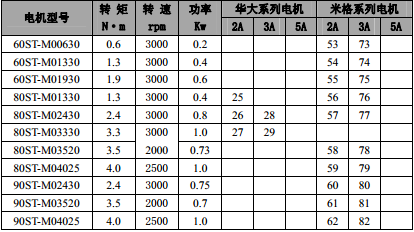 电机型号 转 矩 N·m 转 速 rpm 功率 Kw 华大系列电机 米格系列电机
2A 3A 5A 2A 3A 5A
60ST-M00630 0.6 3000 0.2 53 73
60ST-M01330 1.3 3000 0.4 54 74
60ST-M01930 1.9 3000 0.6 55 75
80ST-M01330 1.3 3000 0.4 25 56 76
80ST-M02430 2.4 3000 0.8 26 28 57 77
80ST-M03330 3.3 3000 1.0 27 29
80ST-M03520 3.5 2000 0.73 58 78
80ST-M04025 4.0 2500 1.0 59 79
90ST-M02430 2.4 3000 0.75 60 80
90ST-M03520 3.5 2000 0.7 61 81
90ST-M04025 4.0 2500 1.0 62 82